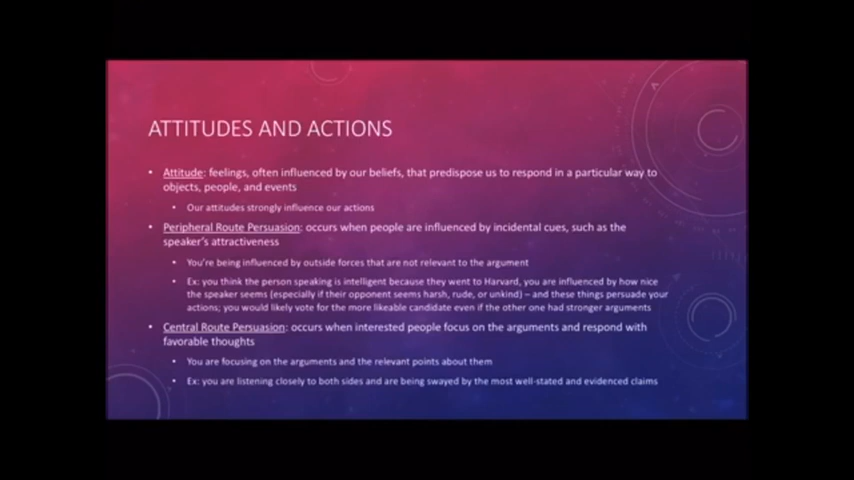 ATTITUDES AND ACTIONS
• Attitude: feelings, often influenced by our beliefs, that predispose us to respond in a particular way to
objects, people, and events
• Our attitudes strongly influence our actions
• Peripheral Route Persuasion: occurs when people are influenced by incidental cues, such as the
speaker's attractiveness
• You're being influenced by outside forces that are not relevant to the argument
• Ex: you think the person speaking is intelligent because they went to Harvard, you are influenced by how nice
the speaker seems (especially if their opponent seems harsh, rude, or unkind) – and these things persuade your
actions; you would likely vote for the more likeable candidate even if the other one had stronger arguments
• Central Route Persuasion: occurs when interested people focus on the arguments and respond with
favorable thoughts
• You are focusing on the arguments and the relevant points about them
• Ex: you are listening closely to both sides and are being swayed by the most well-stated and evidenced claims